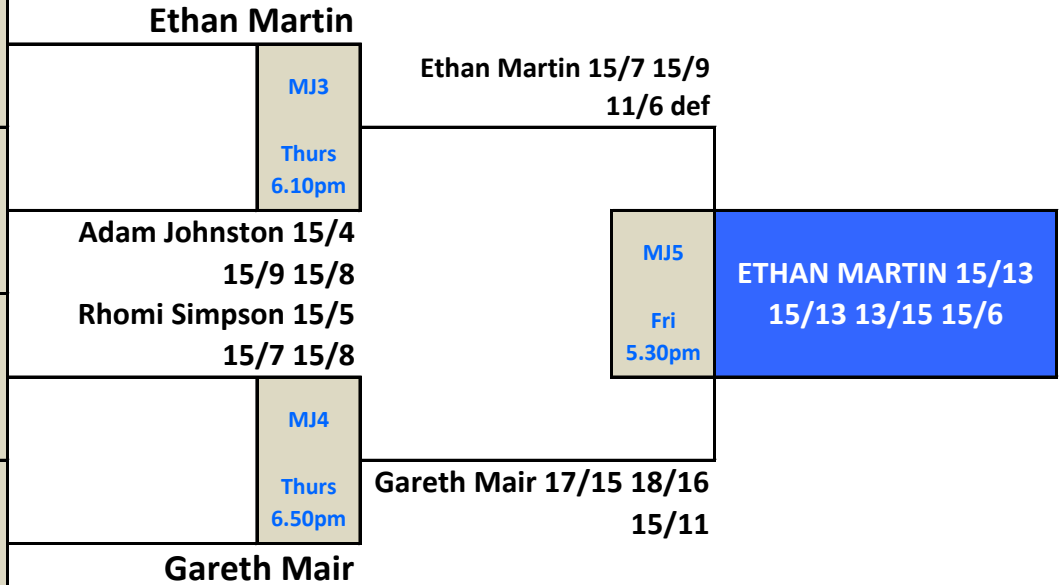 Ethan Martin
MJ3
Thurs
6.10pm
Adam Johnston 15/4
15/9 15/8
Rhomi Simpson 15/5
15/7 15/8
MJ4
Thurs
6.50pm
Gareth Mair
Ethan Martin 15/7 15/9
11/6 def
Gareth Mair 17/15 18/16
15/11
MJ5
Fri
5.30pm
ETHAN MARTIN 15/13
15/13 13/15 15/6